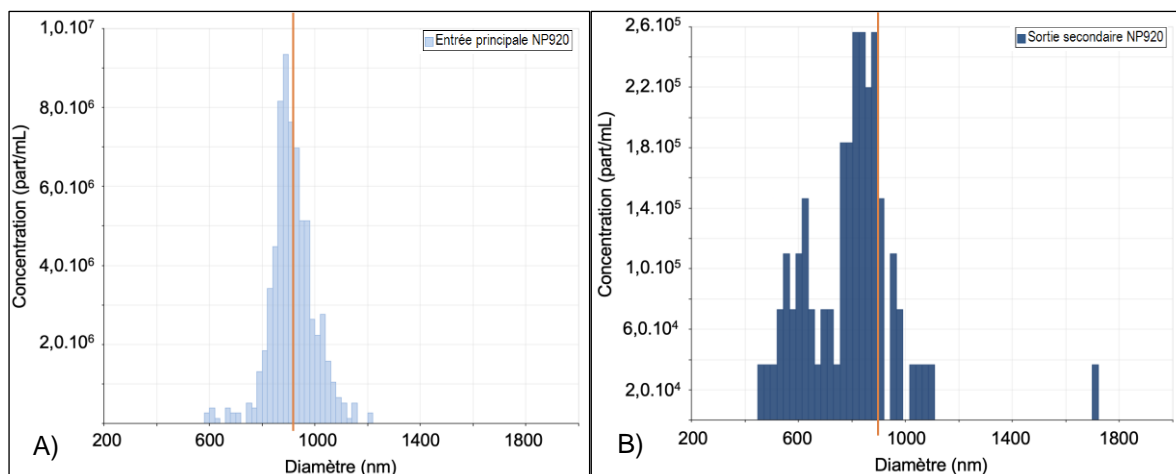 1,0.10⁷
8,0.10⁶
6,0.10⁶
4,0.10⁶
2,0.10⁶
Concentration (part/mL)
Entrée principale NP920
A)
200 600 1000 1400 1800
Diamètre (nm)
2,6.10⁵
2,2.10⁵
1,8.10⁵
1,4.10⁵
1,0.10⁵
6,0.10⁴
2,0.10⁴
Concentration (part/mL)
Sortie secondaire NP920
B)
200 600 1000 1400 1800
Diamètre (nm)